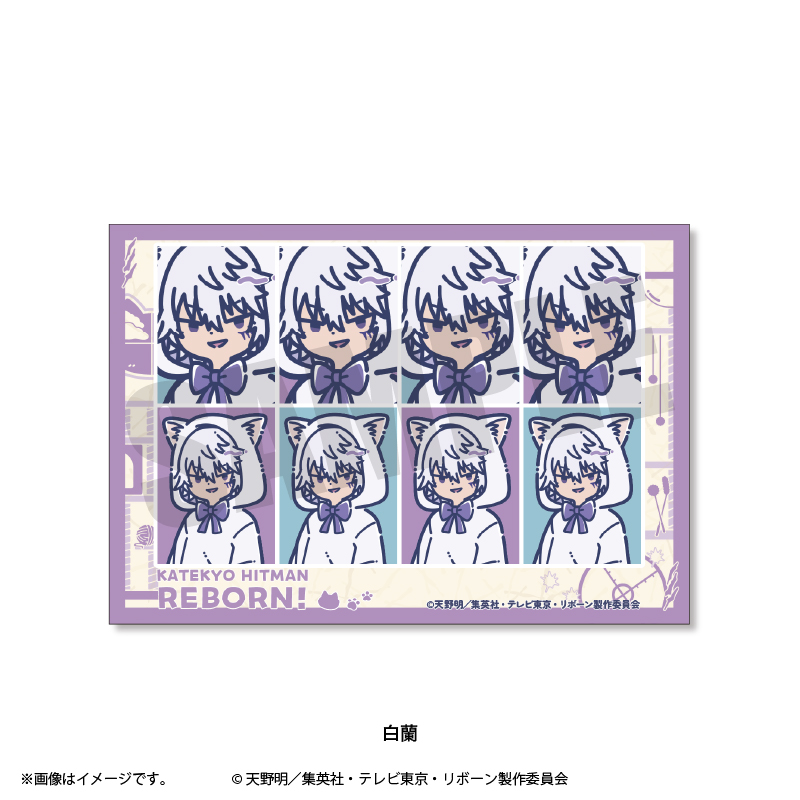 SAMPLE
KATEKYO HITMAN
REBORN!
©天野明／集英社・テレビ東京・リボーン製作委員会
白蘭
※画像はイメージです。
© 天野明／集英社・テレビ東京・リボーン製作委員会